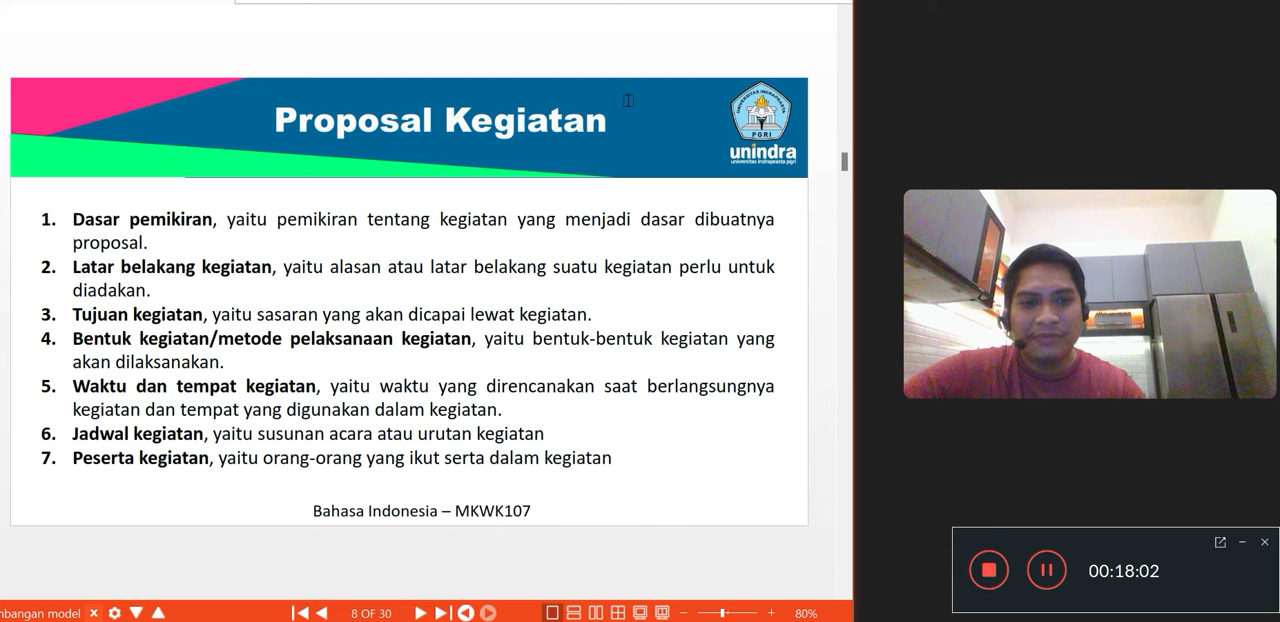 Proposal Kegiatan
UNIVERSITAS INDRAPRASTA
PGRI
unindra
universitas indraprasta pgri
1. Dasar pemikiran, yaitu pemikiran tentang kegiatan yang menjadi dasar dibuatnya
proposal.
2. Latar belakang kegiatan, yaitu alasan atau latar belakang suatu kegiatan perlu untuk
diadakan.
3. Tujuan kegiatan, yaitu sasaran yang akan dicapai lewat kegiatan.
4. Bentuk kegiatan/metode pelaksanaan kegiatan, yaitu bentuk-bentuk kegiatan yang
akan dilaksanakan.
5. Waktu dan tempat kegiatan, yaitu waktu yang direncanakan saat berlangsungnya
kegiatan dan tempat yang digunakan dalam kegiatan.
6. Jadwal kegiatan, yaitu susunan acara atau urutan kegiatan
7. Peserta kegiatan, yaitu orang-orang yang ikut serta dalam kegiatan
Bahasa Indonesia – MKWK107
00:18:02
mbangan model
8 OF 30
80%